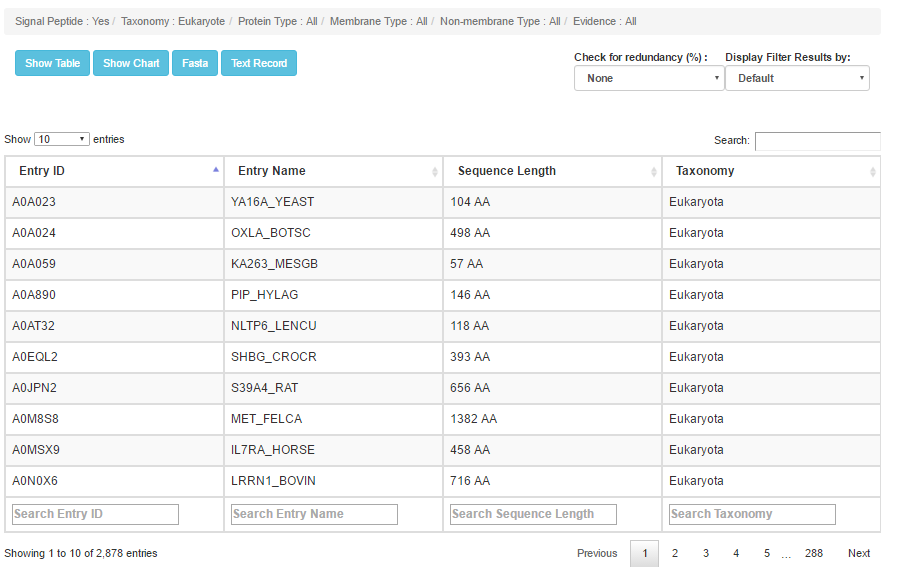 Signal Peptide : Yes / Taxonomy : Eukaryote / Protein Type : All / Membrane Type : All / Non-membrane Type : All / Evidence : All
Show Table Show Chart Fasta Text Record
Check for redundancy (%) : Display Filter Results by:
None Default
Show 10 entries Search:
Entry ID Entry Name Sequence Length Taxonomy
A0A023 YA16A_YEAST 104 AA Eukaryota
A0A024 OXLA_BOTSC 498 AA Eukaryota
A0A059 KA263_MESGB 57 AA Eukaryota
A0A890 PIP_HYLAG 146 AA Eukaryota
A0AT32 NLTP6_LENCU 118 AA Eukaryota
A0EQL2 SHBG_CROCR 393 AA Eukaryota
A0JPN2 S39A4_RAT 656 AA Eukaryota
A0M8S8 MET_FELCA 1382 AA Eukaryota
A0MSX9 IL7RA_HORSE 458 AA Eukaryota
A0N0X6 LRRN1_BOVIN 716 AA Eukaryota
Search Entry ID Search Entry Name Search Sequence Length Search Taxonomy
Showing 1 to 10 of 2,878 entries Previous 1 2 3 4 5 ... 288 Next